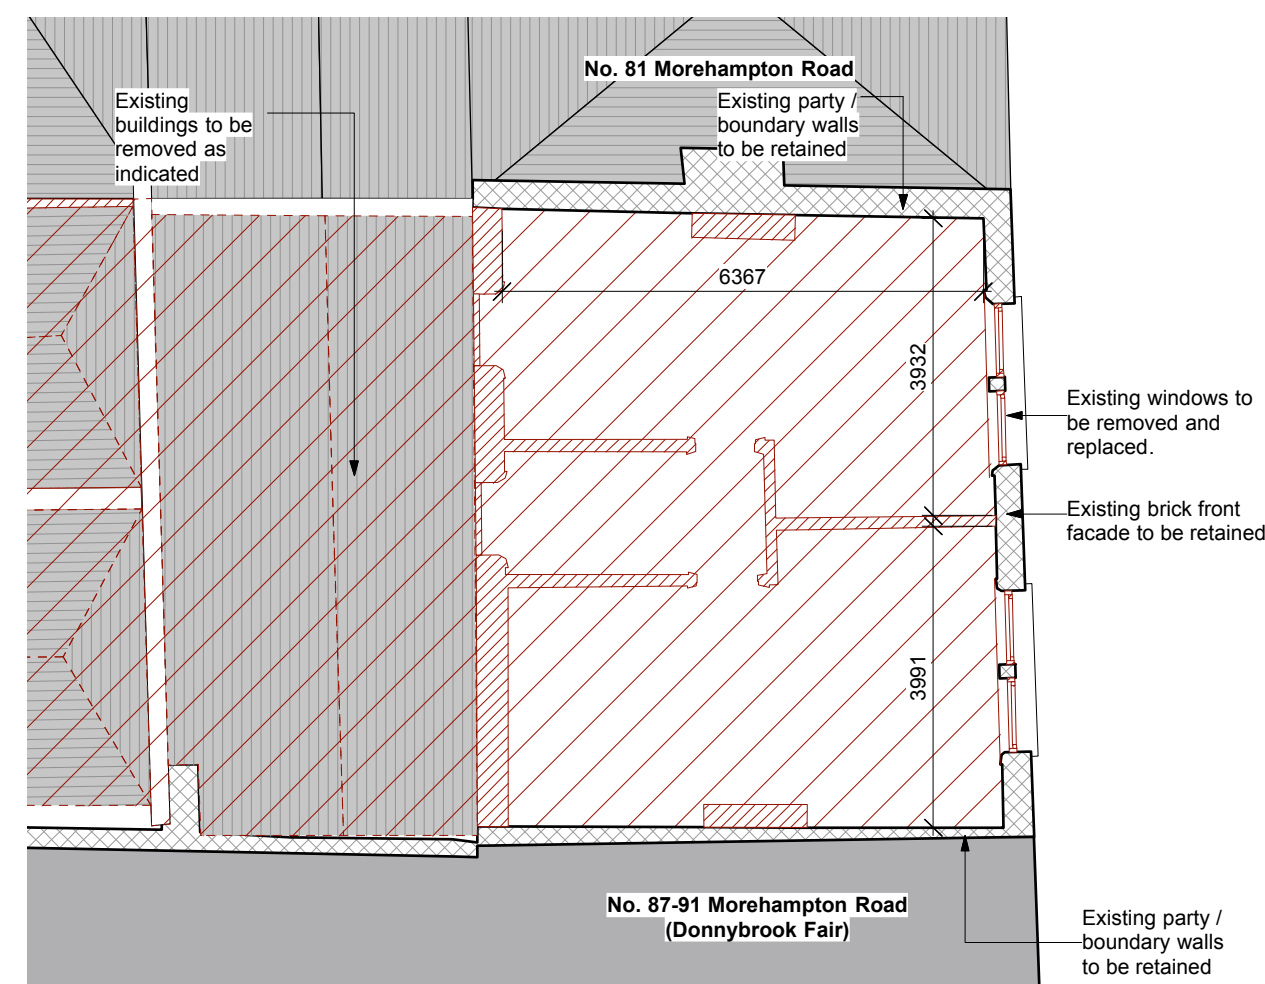 No. 81 Morehampton Road
Existing
buildings to be
removed as
indicated
Existing party /
boundary walls
to be retained
6367
3932
Existing windows to
be removed and
replaced.
Existing brick front
facade to be retained
3991
No. 87-91 Morehampton Road
(Donnybrook Fair)
Existing party /
boundary walls
to be retained